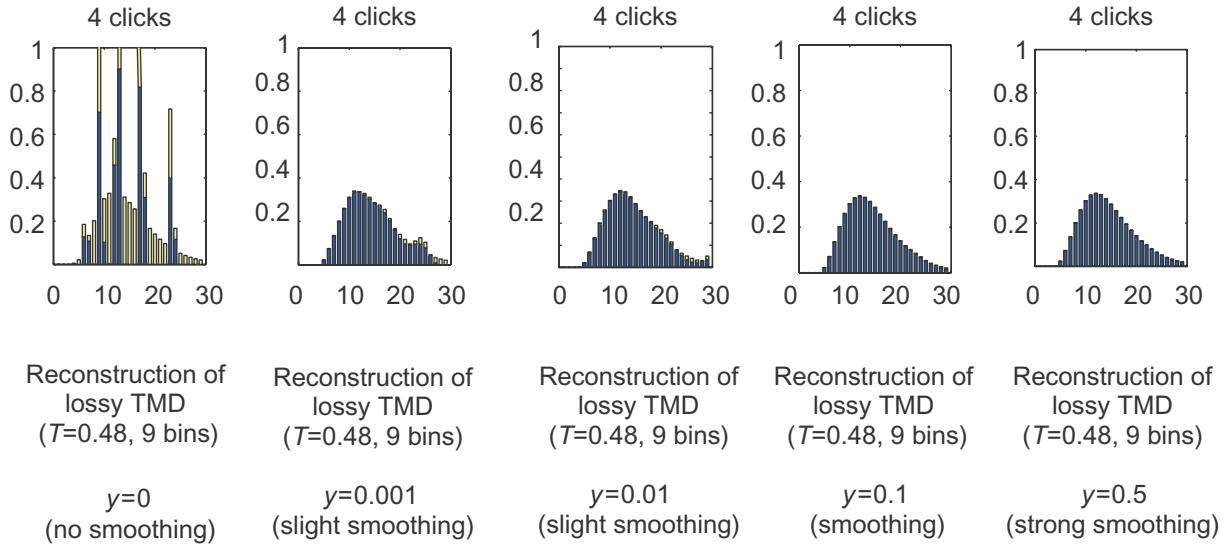 4 clicks 4 clicks 4 clicks 4 clicks 4 clicks
1 1 1 1 1
0.8 0.8 0.8 0.8 0.8
0.6 0.6 0.6 0.6 0.6
0.4 0.4 0.4 0.4 0.4
0.2 0.2 0.2 0.2 0.2
0 10 20 30 0 10 20 30 0 10 20 30 0 10 20 30 0 10 20 30
Reconstruction of
lossy TMD
(T=0.48, 9 bins)
y=0
(no smoothing)
Reconstruction of
lossy TMD
(T=0.48, 9 bins)
y=0.001
(slight smoothing)
Reconstruction of
lossy TMD
(T=0.48, 9 bins)
y=0.01
(slight smoothing)
Reconstruction of
lossy TMD
(T=0.48, 9 bins)
y=0.1
(smoothing)
Reconstruction of
lossy TMD
(T=0.48, 9 bins)
y=0.5
(strong smoothing)